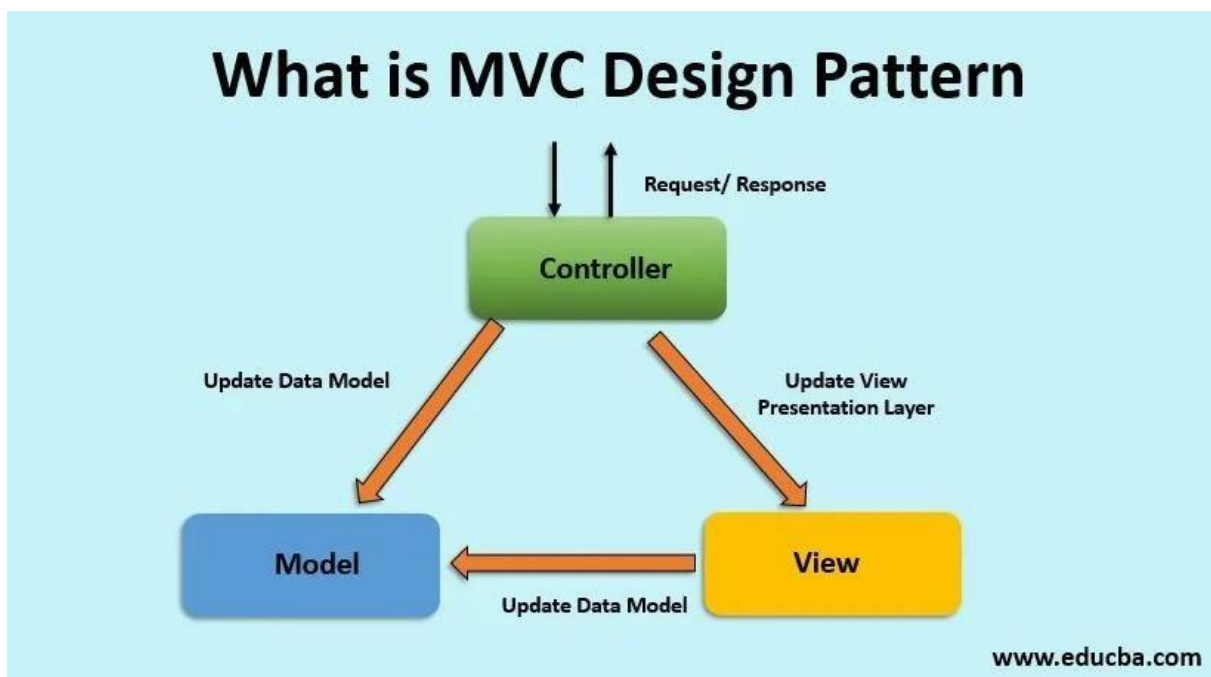 What is MVC Design Pattern
Request/ Response
Controller
Update Data Model
Update View
Presentation Layer
Model
View
Update Data Model
www.educba.com